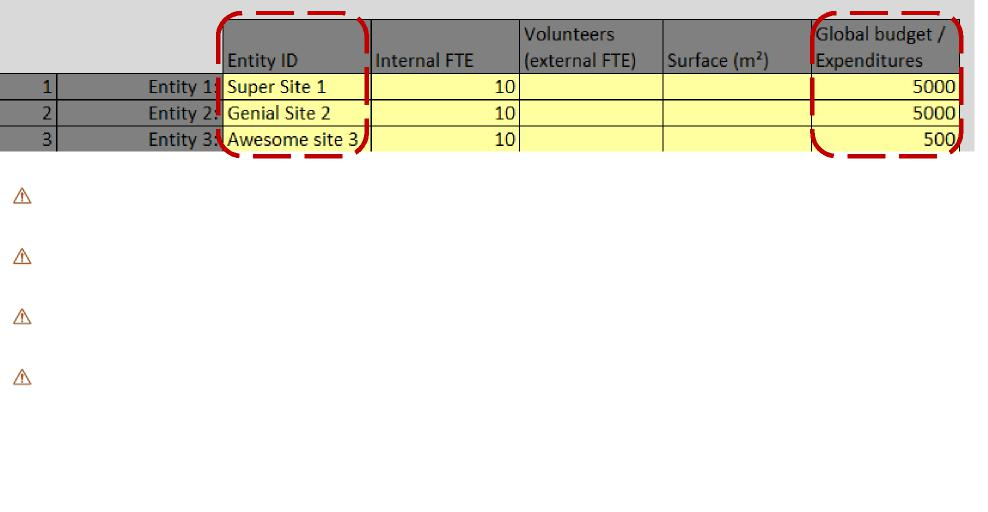 Volunteers Global budget /
Entity ID Internal FTE (external FTE) Surface (m²) Expenditures
1 Entity 1: Super Site 1 10 5000
2 Entity 2: Genial Site 2 10 5000
3 Entity 3: Awesome site 3 10 500